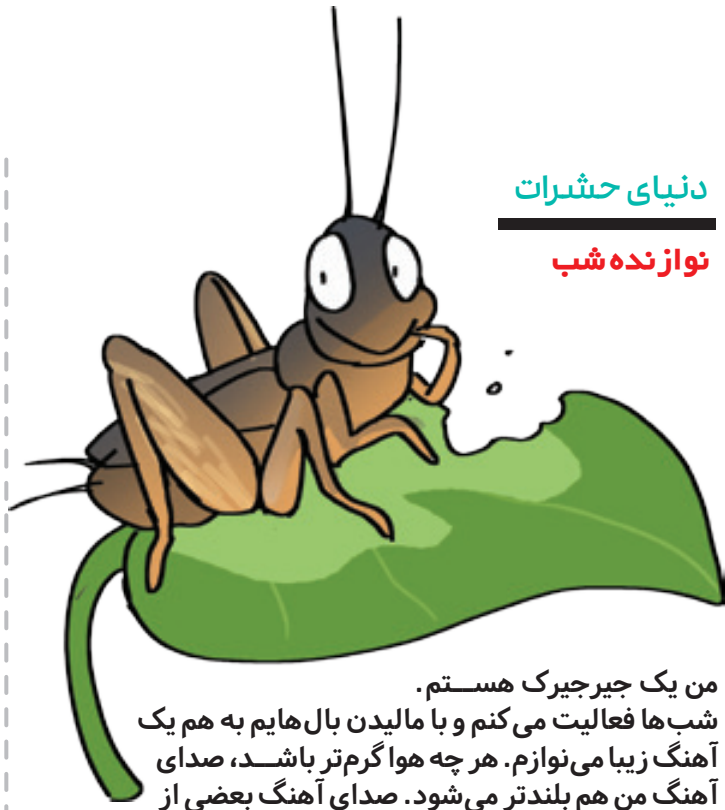 دنیای حشرات
نوازنده شب
من یک جیرجیرک هستم.
شب‌ها فعالیت می‌کنم و با مالیدن بال‌هایم به هم یک
آهنگ زیبا می‌نوازم. هر چه هوا گرم‌تر باشد، صدای
آهنگ من هم بلندتر می‌شود. صدای آهنگ بعضی از